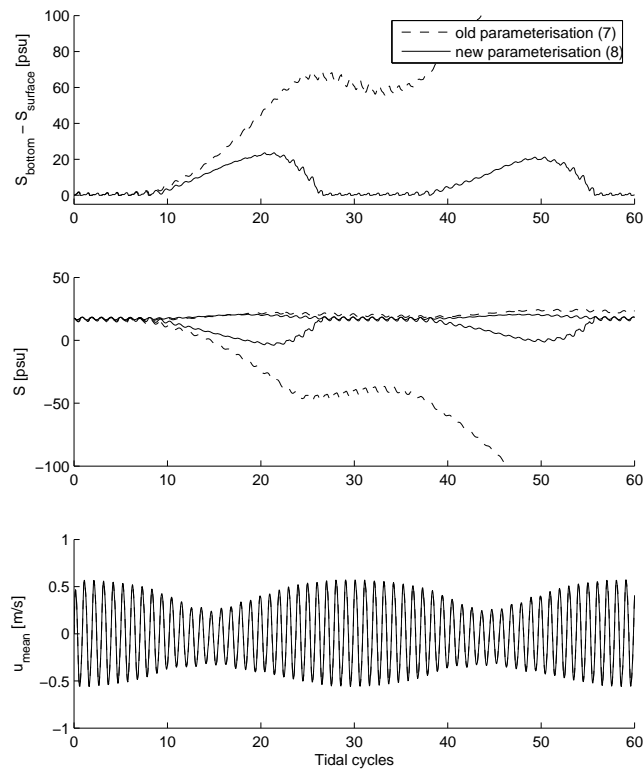 old parameterisation (7)
new parameterisation (8)
S_bottom − S_surface [psu]
100
80
60
40
20
0
0 10 20 30 40 50 60
S [psu]
50
0
−50
−100
0 10 20 30 40 50 60
u_mean [m/s]
1
0.5
0
−0.5
−1
0 10 20 30 40 50 60
Tidal cycles